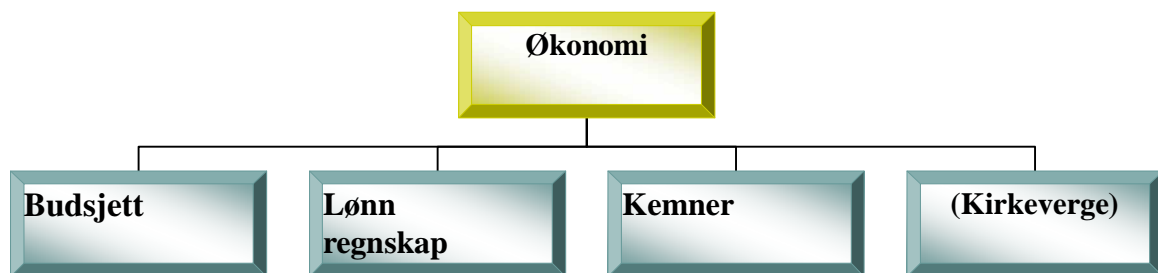 Økonomi
Budsjett
Lønn
regnskap
Kemner
(Kirkeverge)